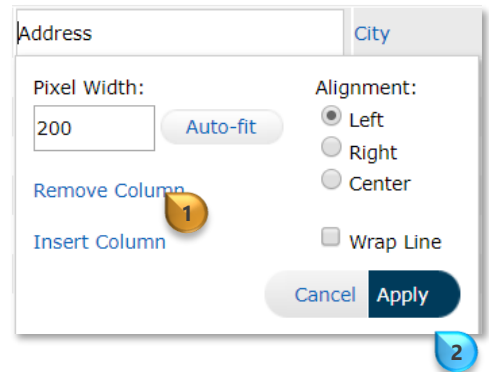 Address City
Pixel Width: Alignment:
200 Auto-fit Left
Right
Remove Column Center
1
Insert Column Wrap Line
Cancel Apply
2